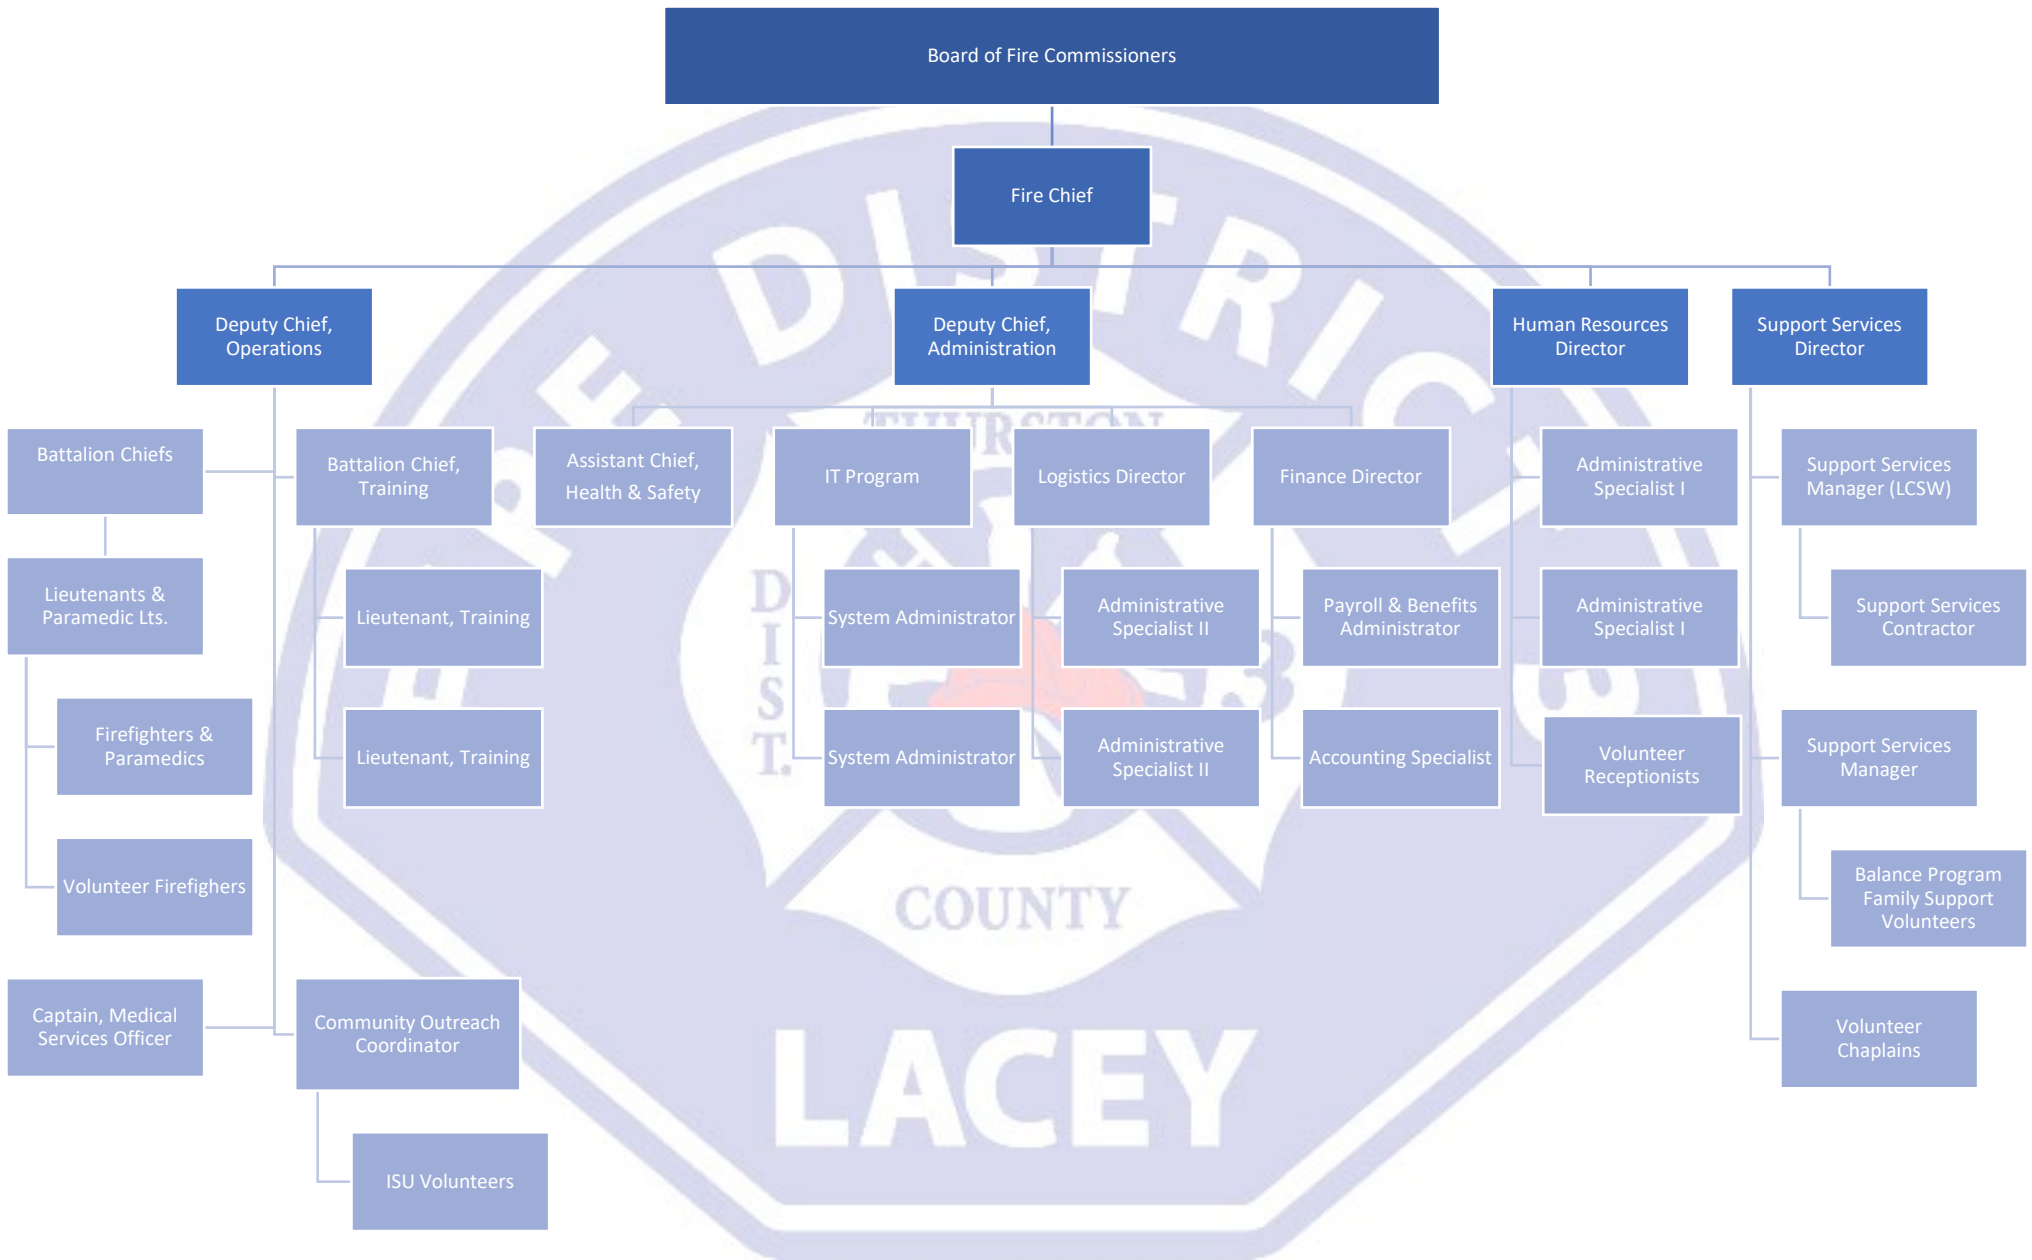 Board of Fire Commissioners
Fire Chief
Deputy Chief,
Operations
Deputy Chief,
Administration
Human Resources
Director
Support Services
Director
Battalion Chiefs
Battalion Chief,
Training
Assistant Chief,
Health & Safety
IT Program
Logistics Director
Finance Director
Administrative
Specialist I
Support Services
Manager (LCSW)
Lieutenants &
Paramedic Lts.
Lieutenant, Training
System Administrator
Administrative
Specialist II
Payroll & Benefits
Administrator
Administrative
Specialist I
Support Services
Contractor
Firefighters &
Paramedics
Lieutenant, Training
System Administrator
Administrative
Specialist II
Accounting Specialist
Volunteer
Receptionists
Support Services
Manager
Volunteer Firefighers
Balance Program
Family Support
Volunteers
Captain, Medical
Services Officer
Community Outreach
Coordinator
Volunteer
Chaplains
ISU Volunteers
FIRE DISTRICT 3
THURSTON
DIST.
3
COUNTY
LACEY